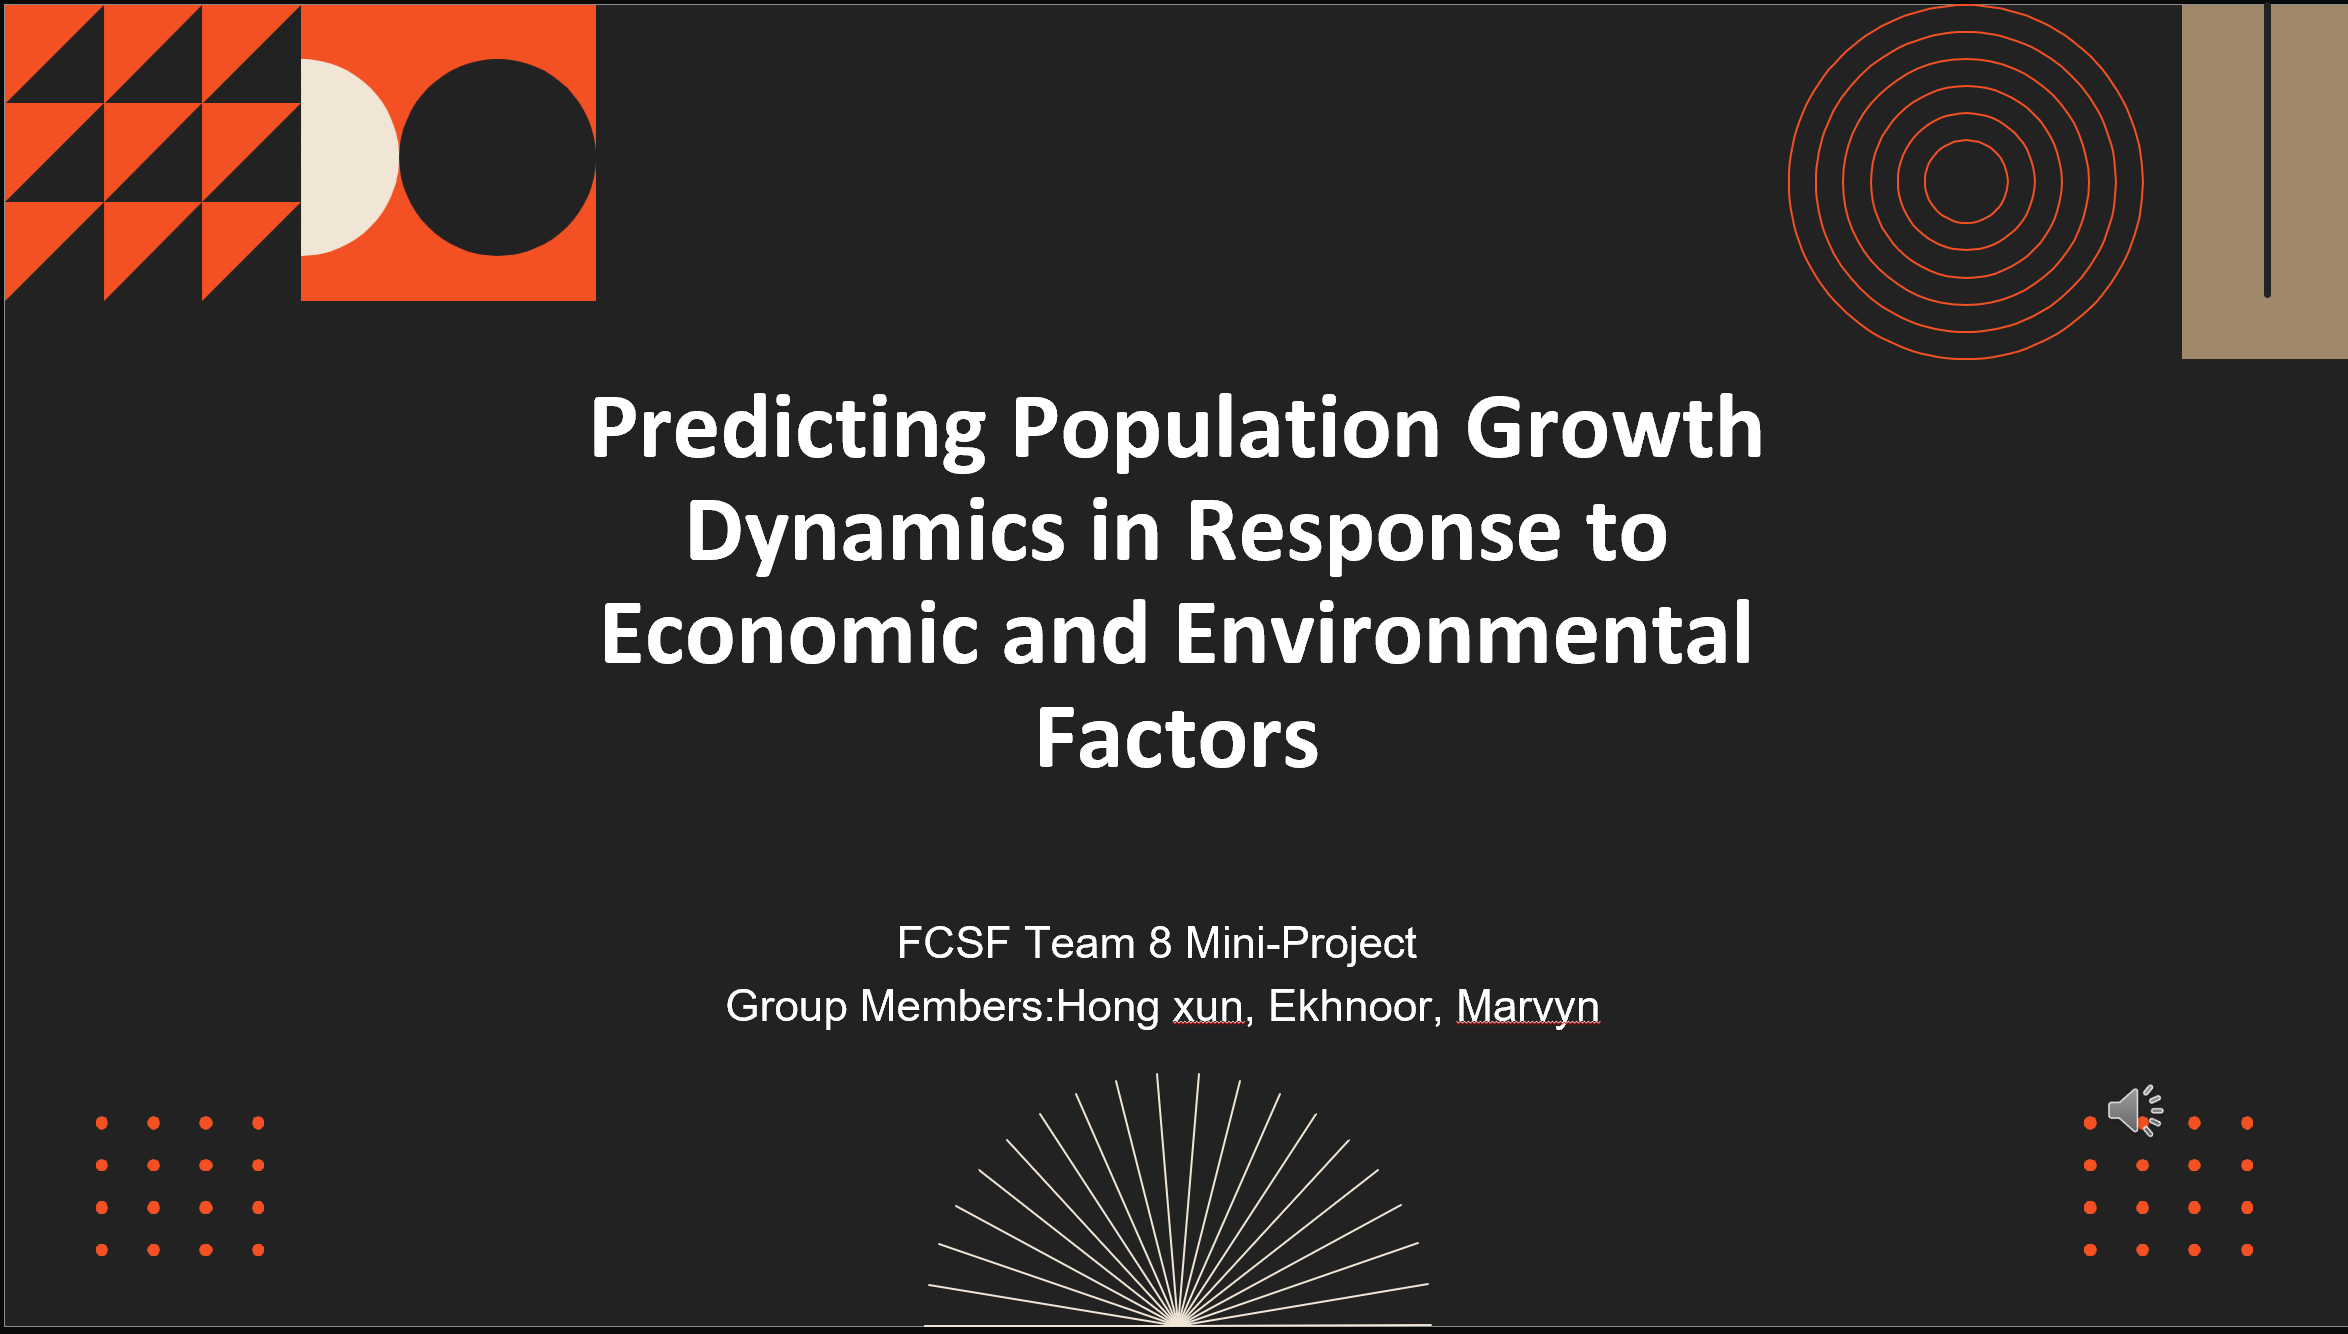 Predicting Population Growth
Dynamics in Response to
Economic and Environmental
Factors
FCSF Team 8 Mini-Project
Group Members:Hong xun, Ekhnoor, Marvyn